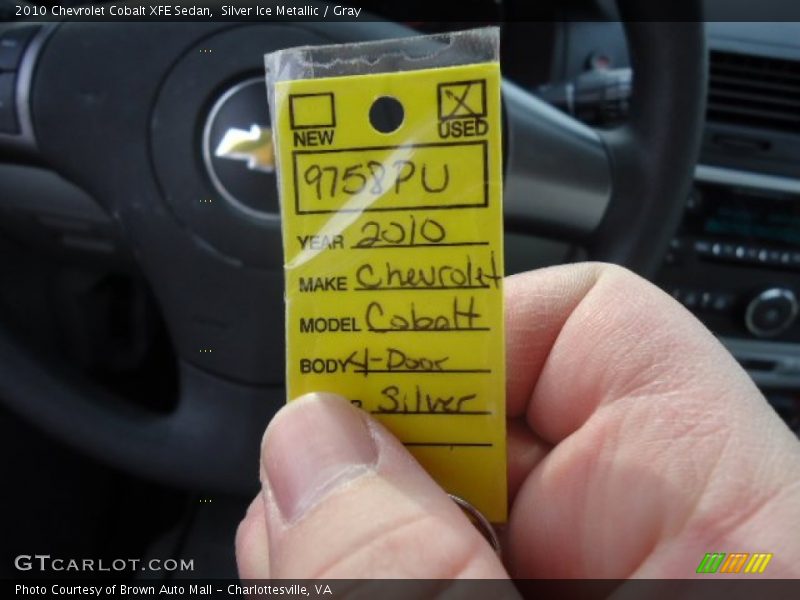 2010 Chevrolet Cobalt XFE Sedan, Silver Ice Metallic / Gray
NEW USED
9758PU
YEAR 2010
MAKE Chevrolet
MODEL Cobalt
BODY 4-Door
Silver
GTCARLOT.COM
Photo Courtesy of Brown Auto Mall - Charlottesville, VA